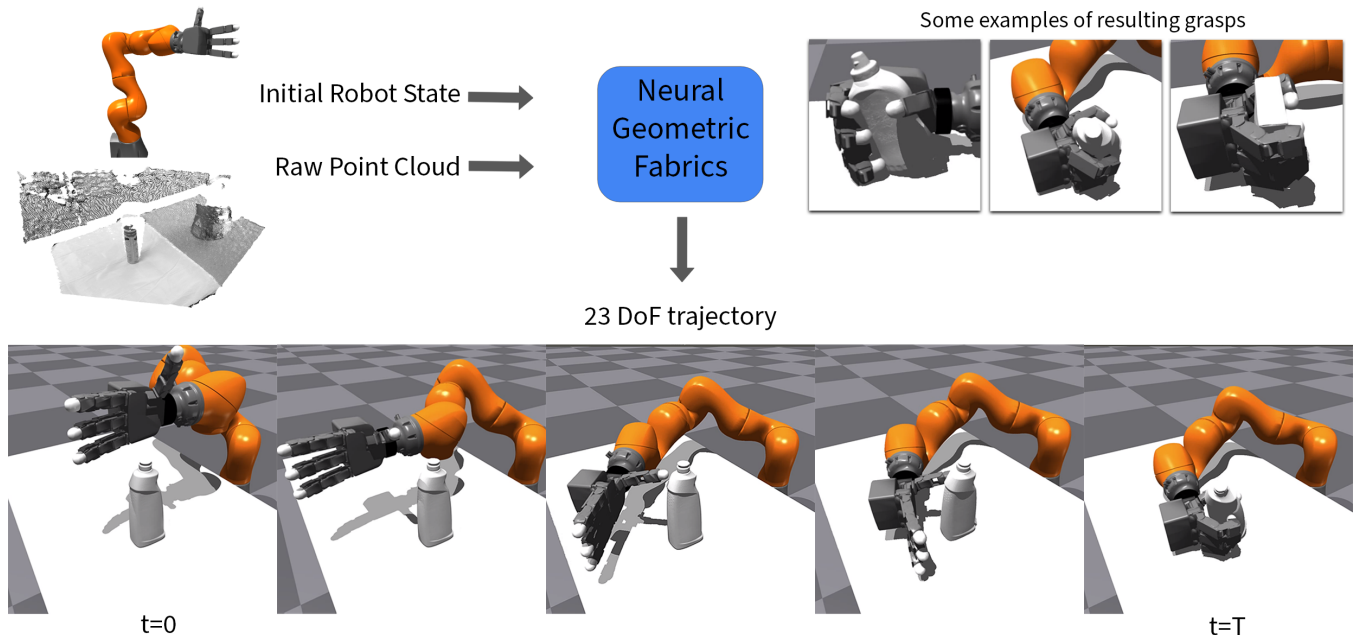 Some examples of resulting grasps
Initial Robot State
Raw Point Cloud
Neural
Geometric
Fabrics
23 DoF trajectory
t=0
t=T